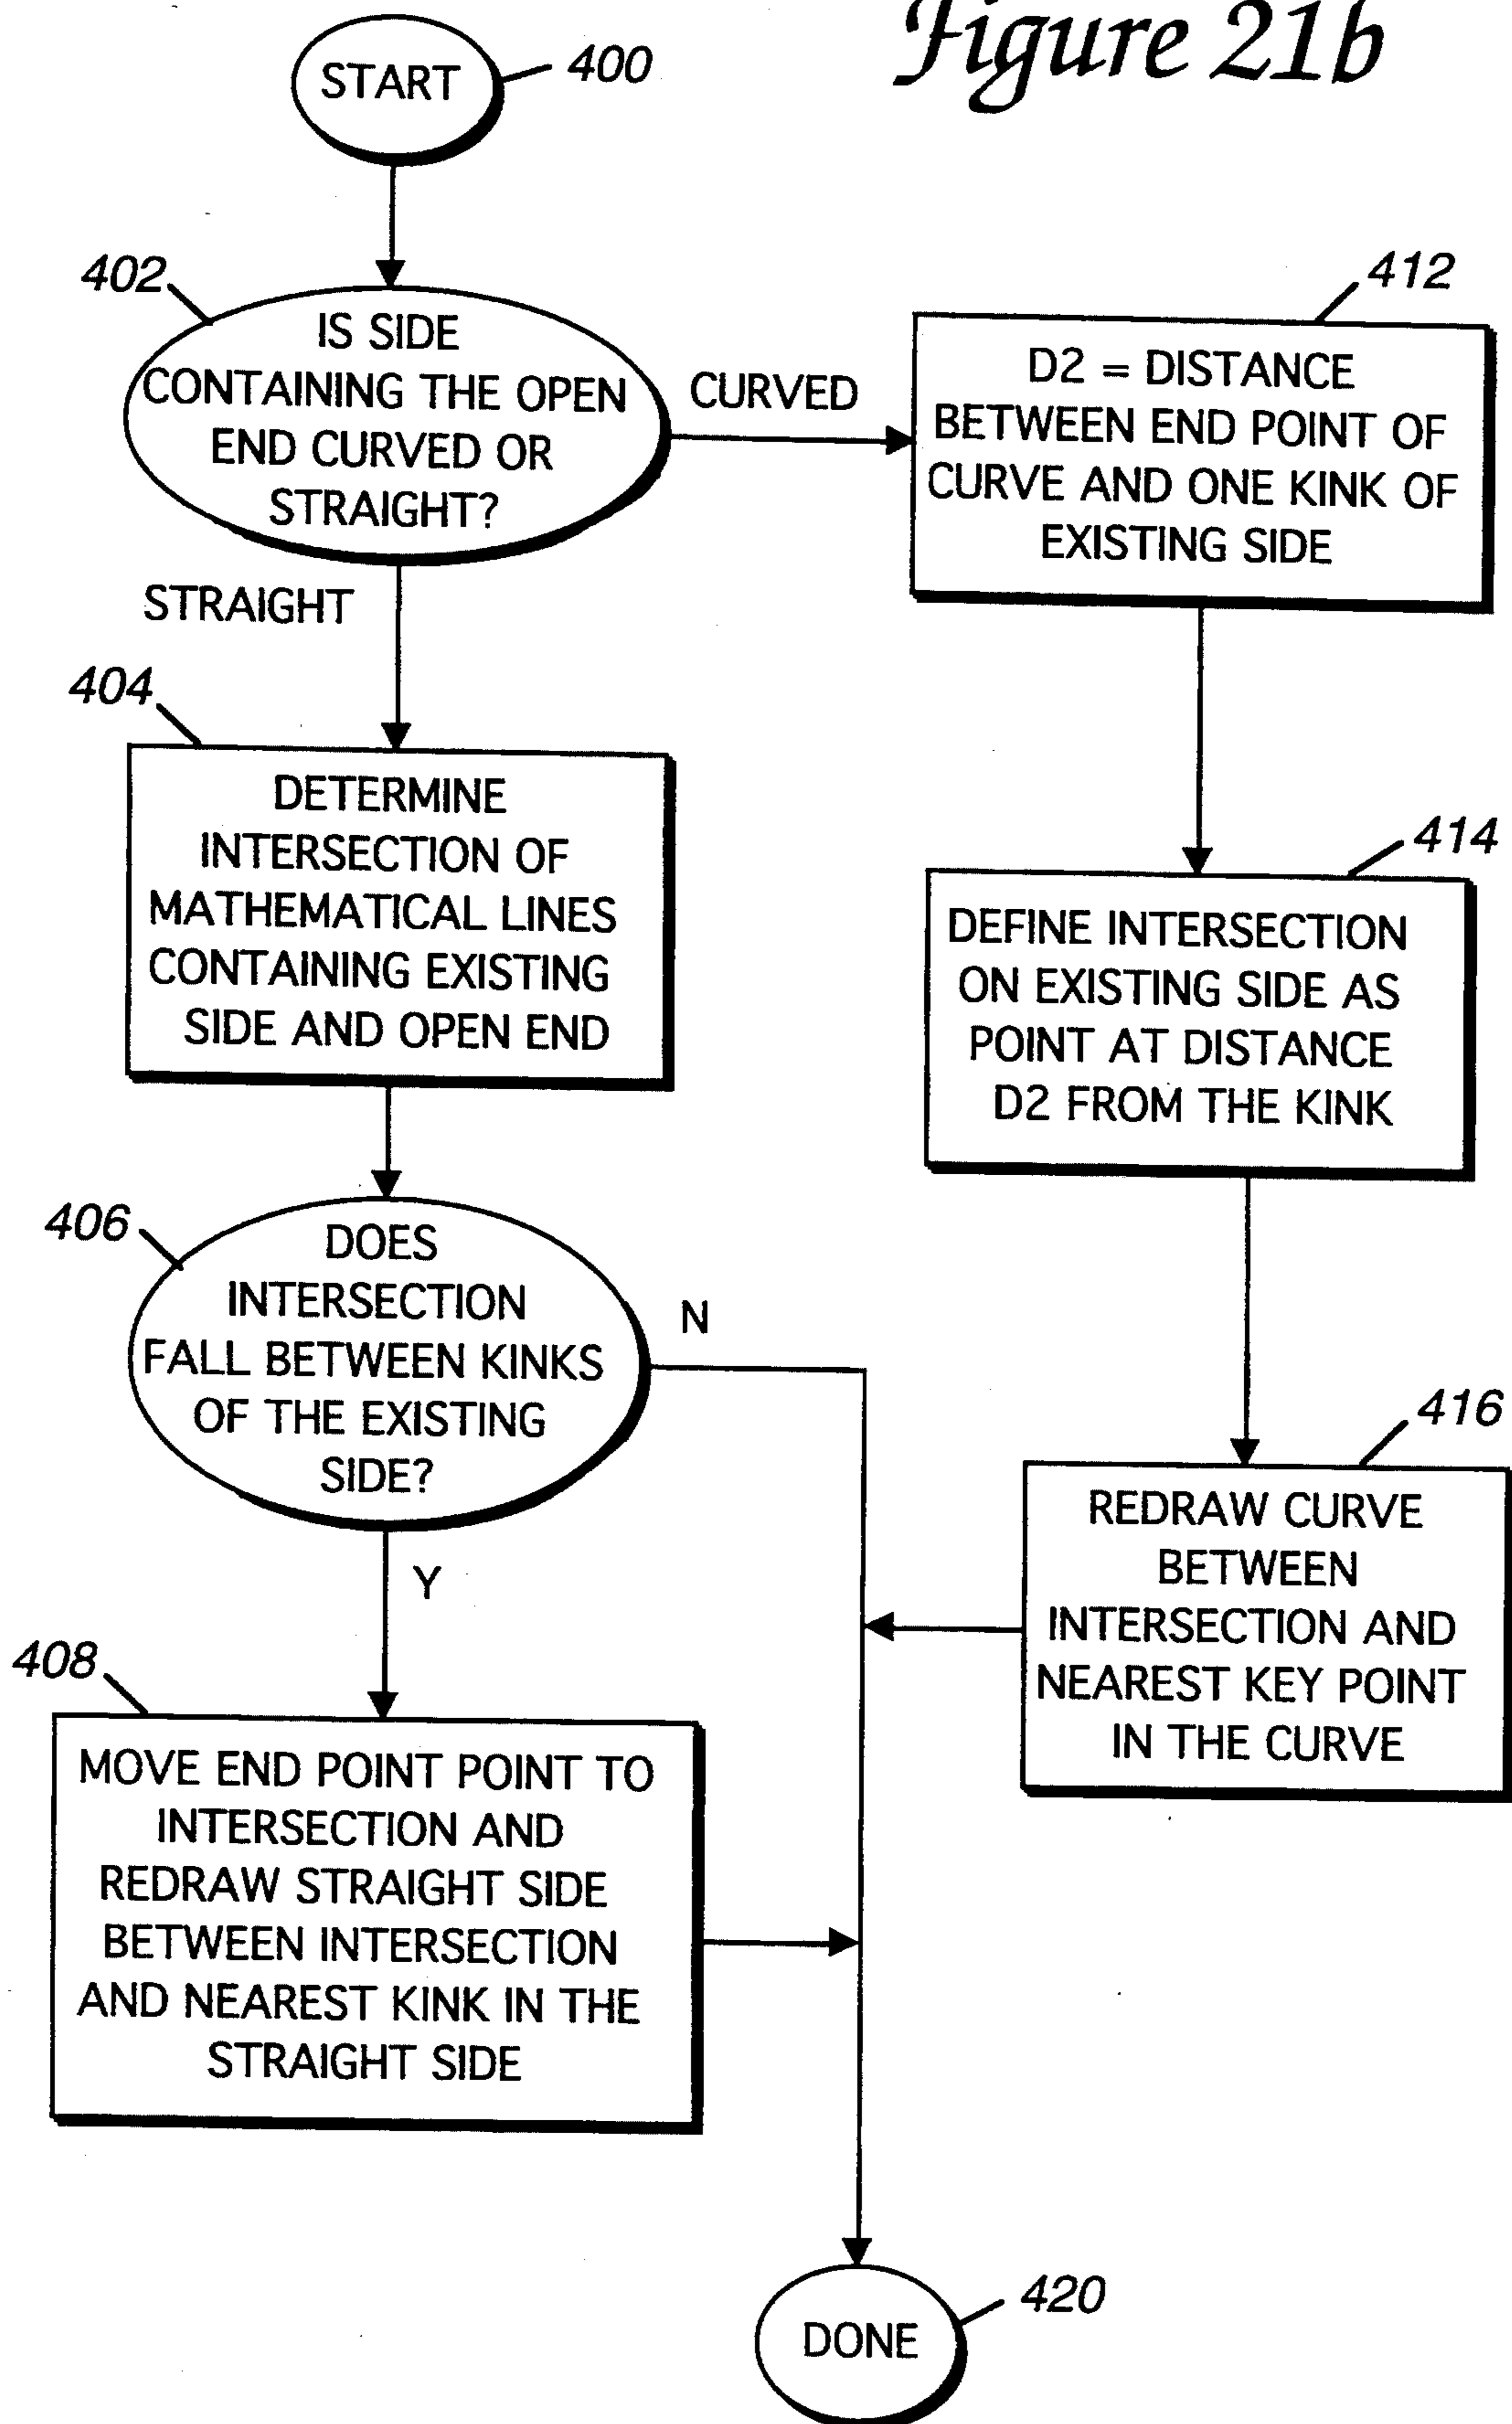 Figure 21b
START
400
402
IS SIDE
CONTAINING THE OPEN
END CURVED OR
STRAIGHT?
CURVED
STRAIGHT
412
D2 = DISTANCE
BETWEEN END POINT OF
CURVE AND ONE KINK OF
EXISTING SIDE
404
DETERMINE
INTERSECTION OF
MATHEMATICAL LINES
CONTAINING EXISTING
SIDE AND OPEN END
414
DEFINE INTERSECTION
ON EXISTING SIDE AS
POINT AT DISTANCE
D2 FROM THE KINK
406
DOES
INTERSECTION
FALL BETWEEN KINKS
OF THE EXISTING
SIDE?
N
Y
416
REDRAW CURVE
BETWEEN
INTERSECTION AND
NEAREST KEY POINT
IN THE CURVE
408
MOVE END POINT POINT TO
INTERSECTION AND
REDRAW STRAIGHT SIDE
BETWEEN INTERSECTION
AND NEAREST KINK IN THE
STRAIGHT SIDE
420
DONE